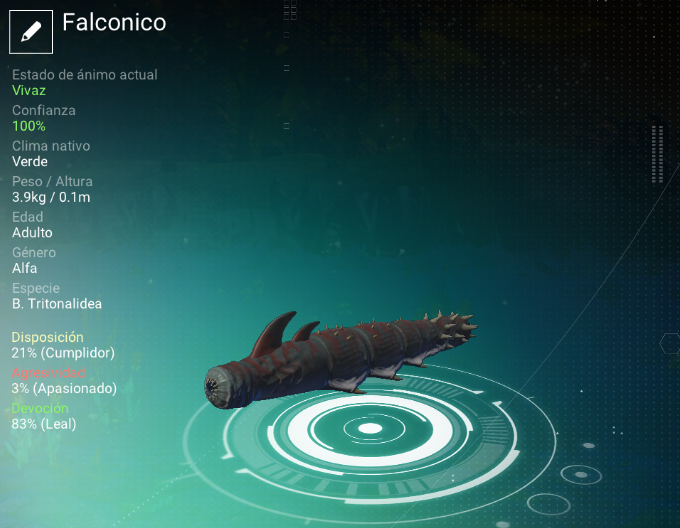 Falconico
Estado de ánimo actual
Vivaz
Confianza
100%
Clima nativo
Verde
Peso / Altura
3.9kg / 0.1m
Edad
Adulto
Género
Alfa
Especie
B. Tritonalidea
Disposición
21% (Cumplidor)
Agresividad
3% (Apasionado)
Devoción
83% (Leal)